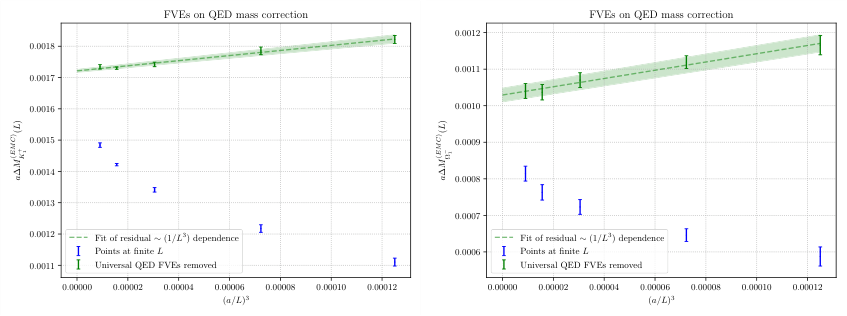 FVEs on QED mass correction
aΔM_{K_1^+}^{(EMC)}(L)
0.0018
0.0017
0.0016
0.0015
0.0014
0.0013
0.0012
0.0011
Fit of residual ∼ (1/L³) dependence
Points at finite L
Universal QED FVEs removed
0.00000 0.00002 0.00004 0.00006 0.00008 0.00010 0.00012
(a/L)³
FVEs on QED mass correction
0.0012
0.0011
0.0010
0.0009
0.0008
0.0007
0.0006
Fit of residual ∼ (1/L³) dependence
Points at finite L
Universal QED FVEs removed
0.00000 0.00002 0.00004 0.00006 0.00008 0.00010 0.00012
(a/L)³